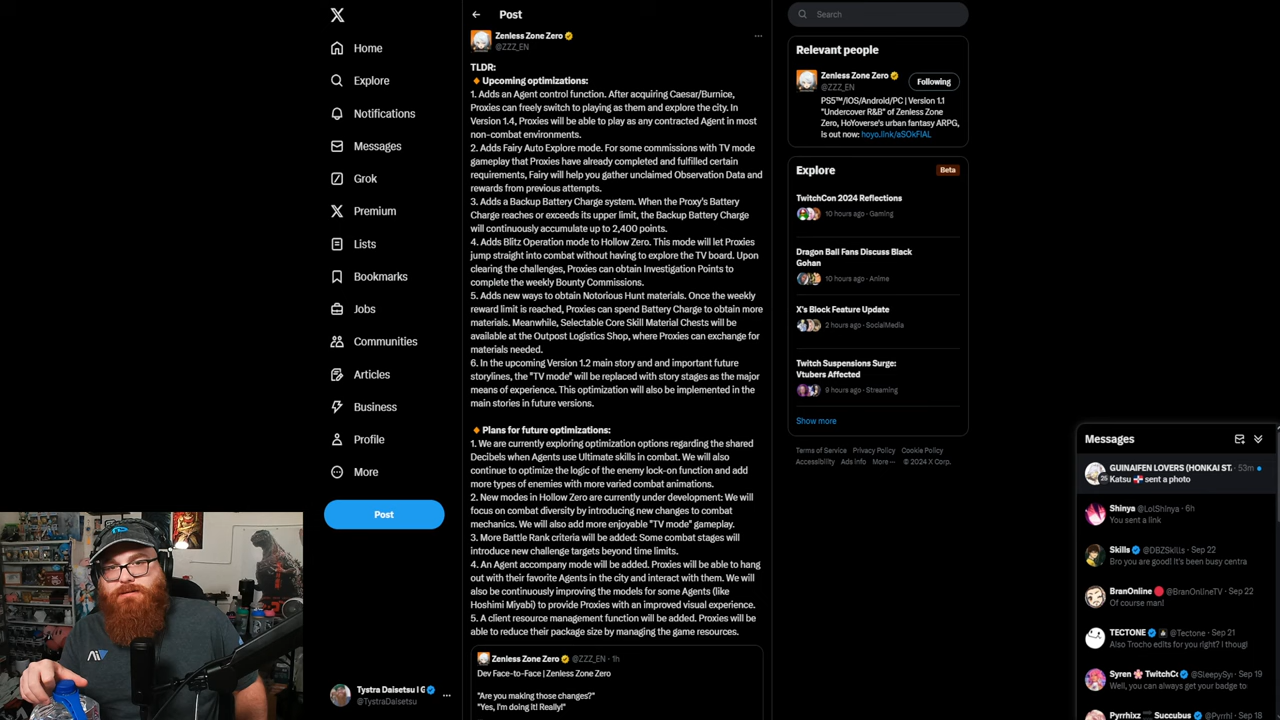 Home
Explore
Notifications
Messages
Grok
Premium
Lists
Bookmarks
Jobs
Communities
Articles
Business
Profile
More
Post
Tystra Daisetsu I G
@TystraDaisetsu
Post
Zenless Zone Zero
@ZZZ_EN
TLDR:
🔸Upcoming optimizations:
1. Adds an Agent control function. After acquiring Caesar/Burnice,
Proxies can freely switch to playing as them and explore the city. In
Version 1.4, Proxies will be able to play as any contracted Agent in most
non-combat environments.
2. Adds Fairy Auto Explore mode. For some commissions with TV mode
gameplay that Proxies have already completed and fulfilled certain
requirements, Fairy will help you gather unclaimed Observation Data and
rewards from previous attempts.
3. Adds a Backup Battery Charge system. When the Proxy's Battery
Charge reaches or exceeds its upper limit, the Backup Battery Charge
will continuously accumulate up to 2,400 points.
4. Adds Blitz Operation mode to Hollow Zero. This mode will let Proxies
jump straight into combat without having to explore the TV board. Upon
clearing the challenges, Proxies can obtain Investigation Points to
complete the weekly Bounty Commissions.
5. Adds new ways to obtain Notorious Hunt materials. Once the weekly
reward limit is reached, Proxies can spend Battery Charge to obtain more
materials. Meanwhile, Selectable Core Skill Material Chests will be
available at the Outpost Logistics Shop, where Proxies can exchange for
materials needed.
6. In the upcoming Version 1.2 main story and and important future
storylines, the "TV mode" will be replaced with story stages as the major
means of experience. This optimization will also be implemented in the
main stories in future versions.
🔸Plans for future optimizations:
1. We are currently exploring optimization options regarding the shared
Decibels when Agents use Ultimate skills in combat. We will also
continue to optimize the logic of the enemy lock-on function and add
more types of enemies with more varied combat animations.
2. New modes in Hollow Zero are currently under development: We will
focus on combat diversity by introducing new changes to combat
mechanics. We will also add more enjoyable "TV mode" gameplay.
3. More Battle Rank criteria will be added: Some combat stages will
introduce new challenge targets beyond time limits.
4. An Agent accompany mode will be added. Proxies will be able to hang
out with their favorite Agents in the city and interact with them. We will
also be continuously improving the models for some Agents (like
Hoshimi Miyabi) to provide Proxies with an improved visual experience.
5. A client resource management function will be added. Proxies will be
able to reduce their package size by managing the game resources.
Zenless Zone Zero @ZZZ_EN · 1h
Dev Face-to-Face | Zenless Zone Zero
"Are you making those changes?"
"Yes, I'm doing it! Really!"
Search
Relevant people
Zenless Zone Zero
@ZZZ_EN
Following
PS5™/iOS/Android/PC | Version 1.1
"Undercover R&B" of Zenless Zone
Zero, HoYoverse's urban fantasy ARPG,
is out now: hoyo.link/aSOkFIAL
Explore
Beta
TwitchCon 2024 Reflections
10 hours ago · Gaming
Dragon Ball Fans Discuss Black
Gohan
10 hours ago · Anime
X's Block Feature Update
2 hours ago · SocialMedia
Twitch Suspensions Surge:
Vtubers Affected
9 hours ago · Streaming
Show more
Terms of Service Privacy Policy Cookie Policy
Accessibility Ads info More ··· © 2024 X Corp.
Messages
GUINAIFEN LOVERS (HONKAI ST. · 53m
Katsu 🇩🇴 sent a photo
Shinya @LolShinya · 6h
You sent a link
Skills @DBZSkills · Sep 22
Bro you are good! It's been busy centra
BranOnline @BranOnlineTV · Sep 22
Of course man!
TECTONE @Tectone · Sep 21
Also Trocho edits for you right? I thoug
Syren TwitchCo @SleepySy · Sep 19
Well, you can always get your badge to
Pyrrhixz Succubus @Pyrrhi · Sep 18